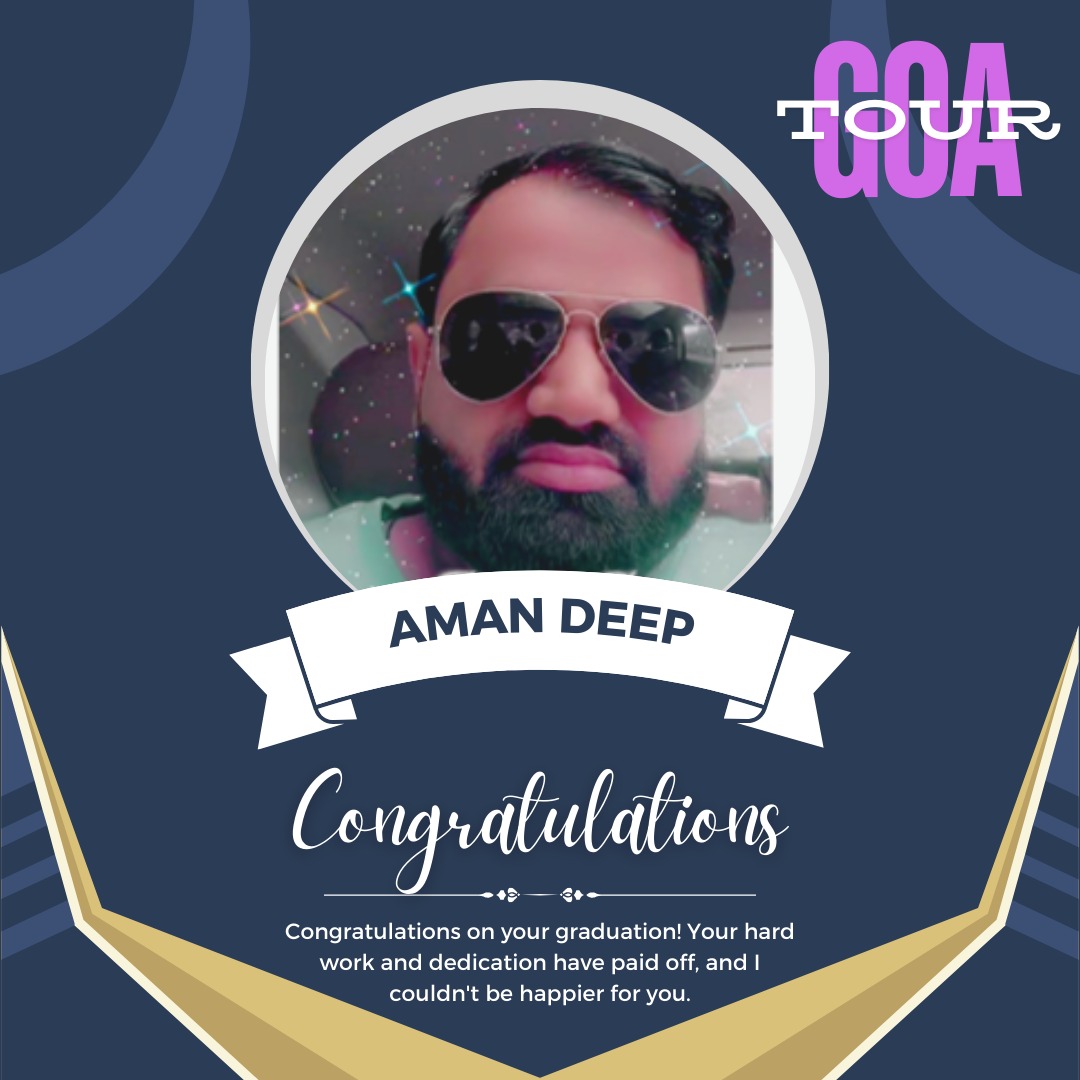 GOA
TOUR
AMAN DEEP
Congratulations
Congratulations on your graduation! Your hard
work and dedication have paid off, and I
couldn't be happier for you.